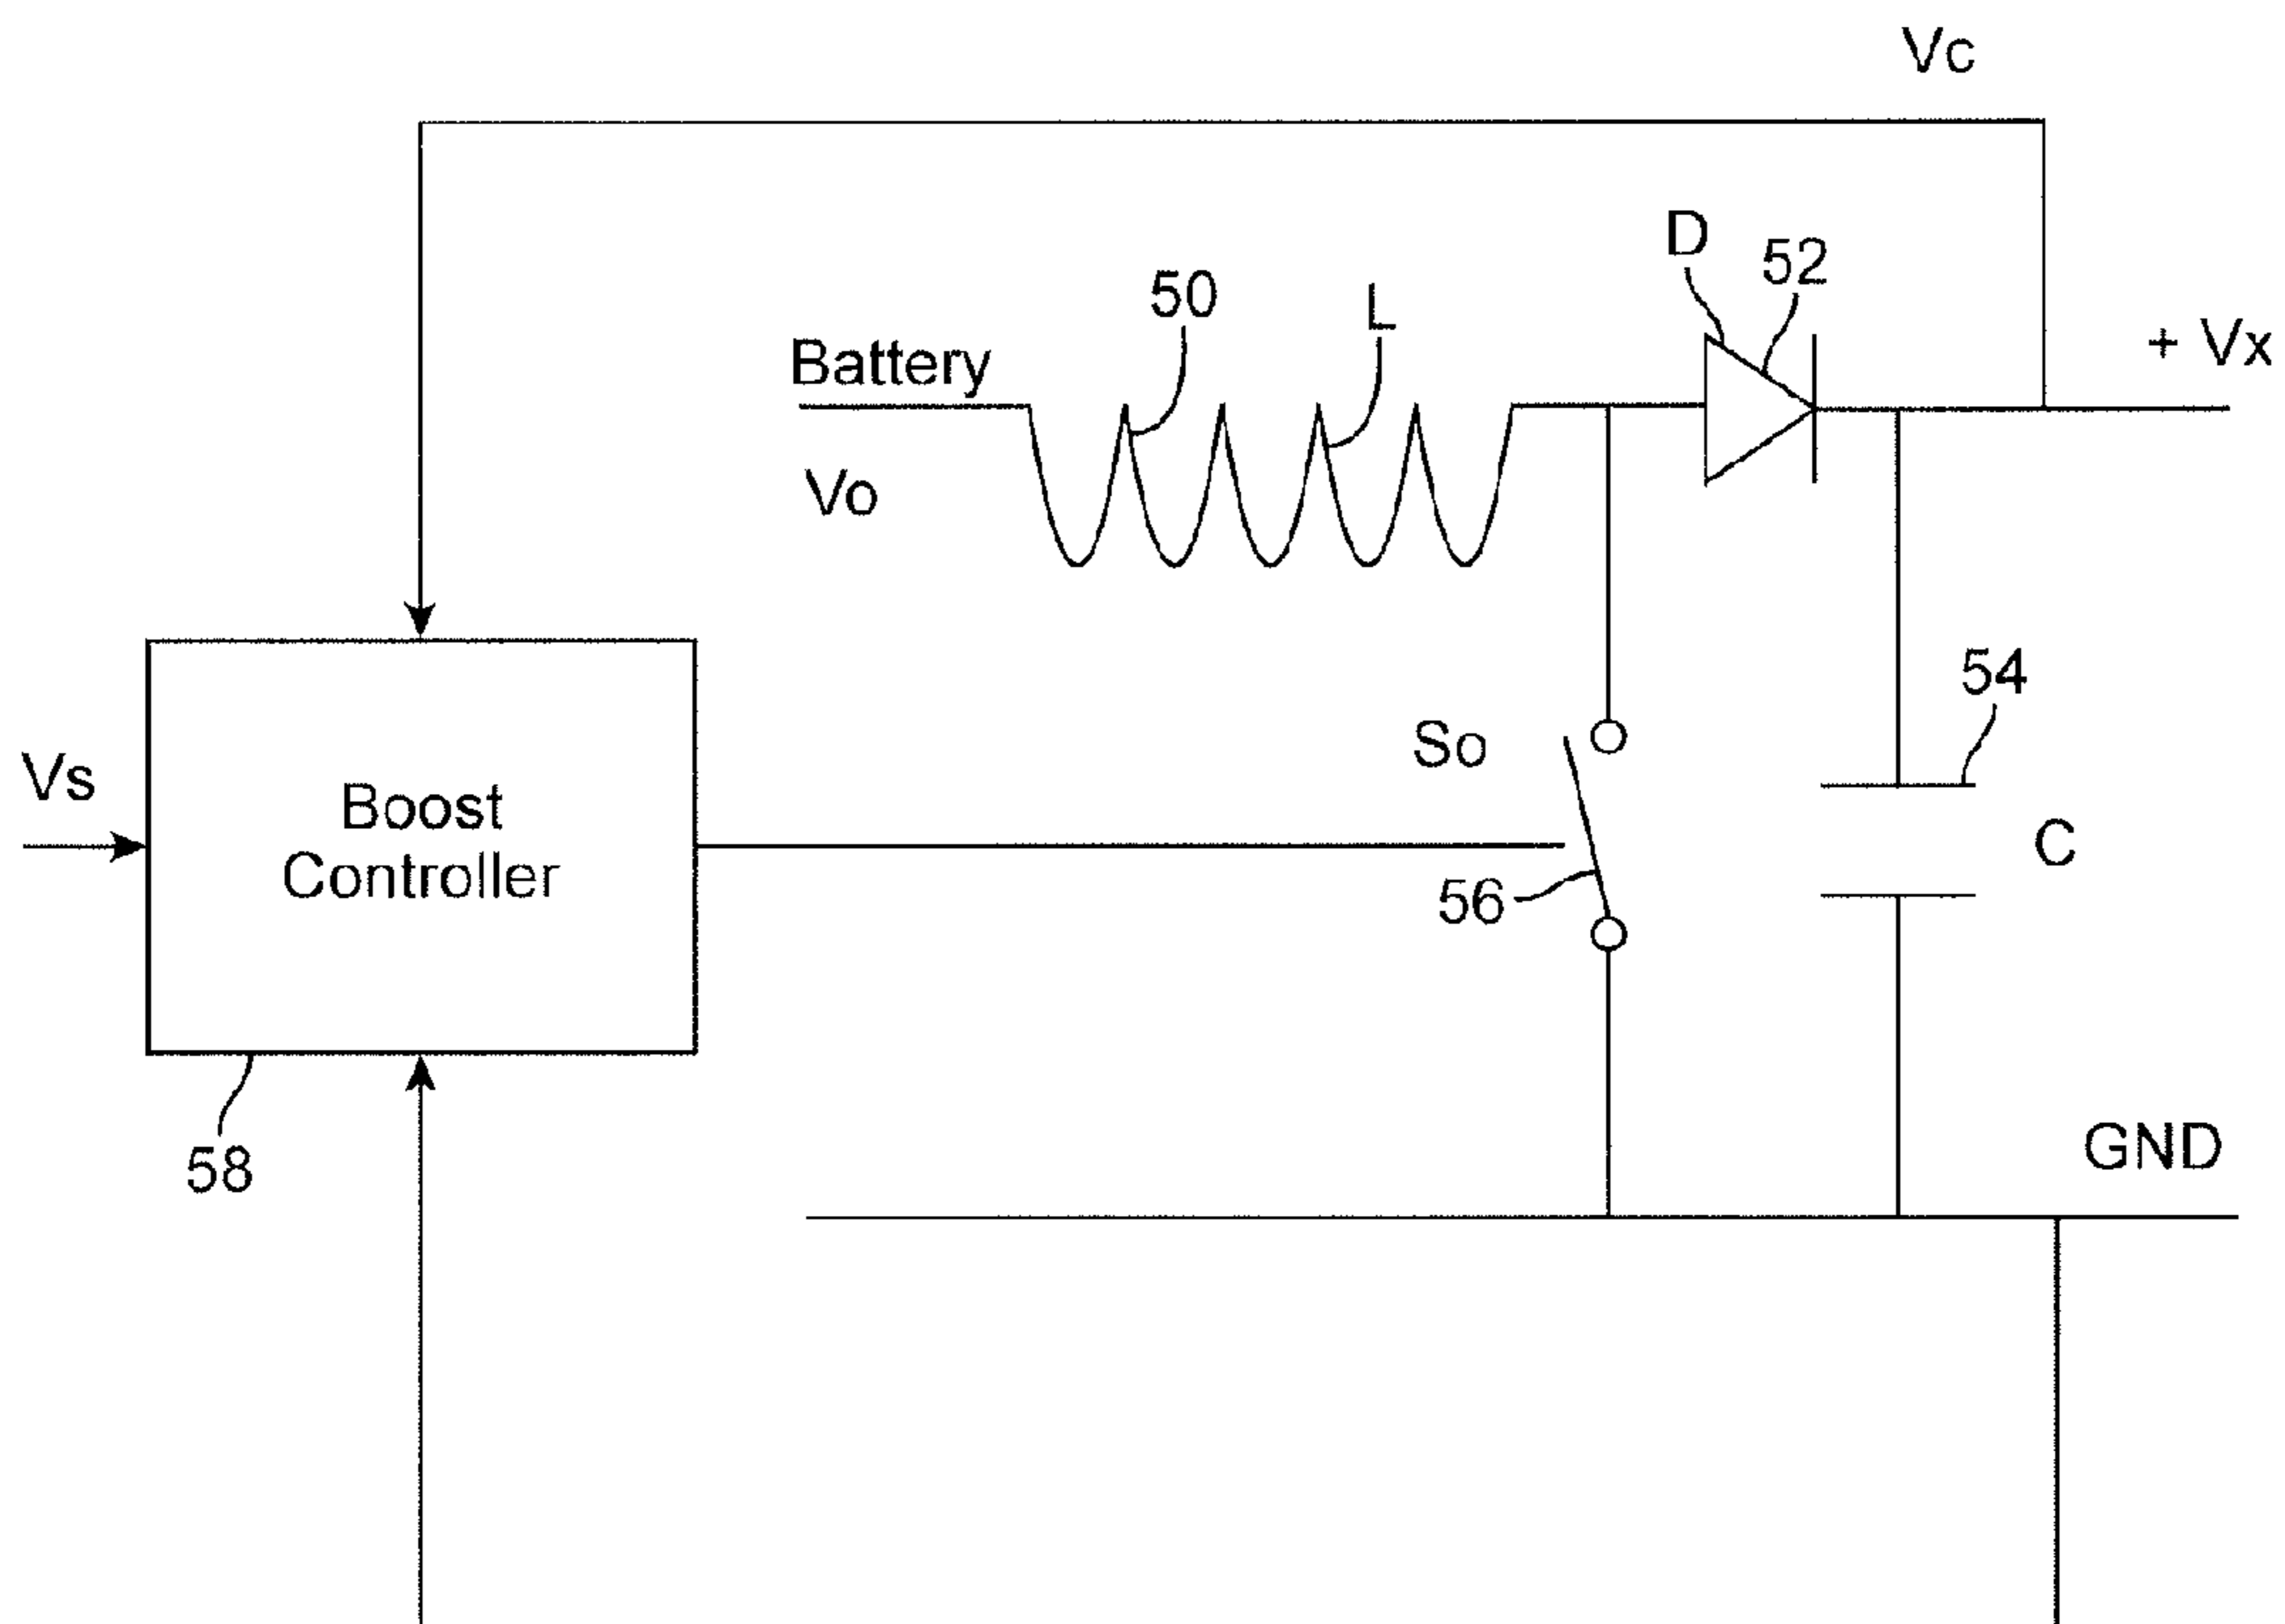 Vc
D
52
50
L
+ Vx
Battery
Vo
54
So
Vs
Boost
Controller
C
56
GND
58